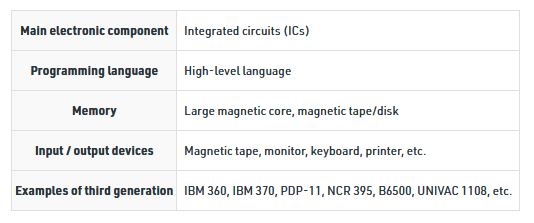 Main electronic component Integrated circuits (ICs)
Programming language High-level language
Memory Large magnetic core, magnetic tape/disk
Input / output devices Magnetic tape, monitor, keyboard, printer, etc.
Examples of third generation IBM 360, IBM 370, PDP-11, NCR 395, B6500, UNIVAC 1108, etc.